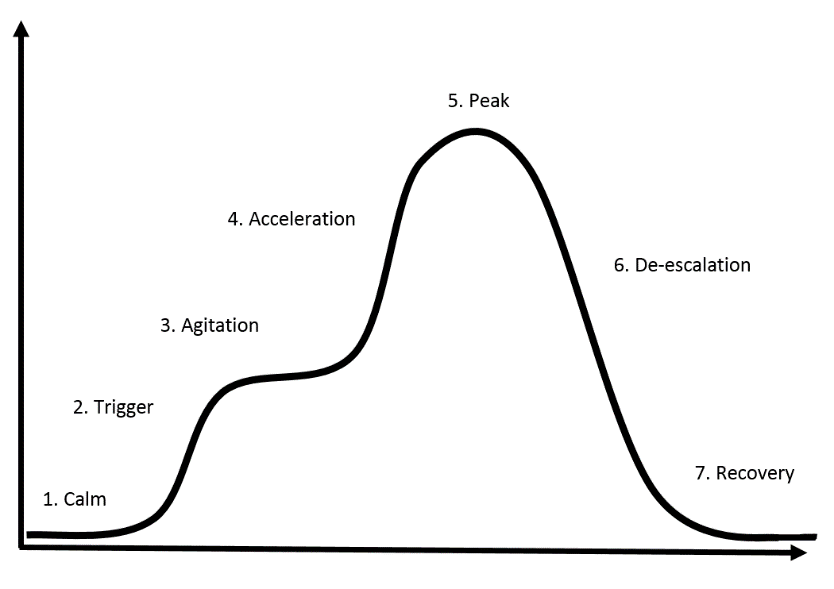 1. Calm
2. Trigger
3. Agitation
4. Acceleration
5. Peak
6. De-escalation
7. Recovery